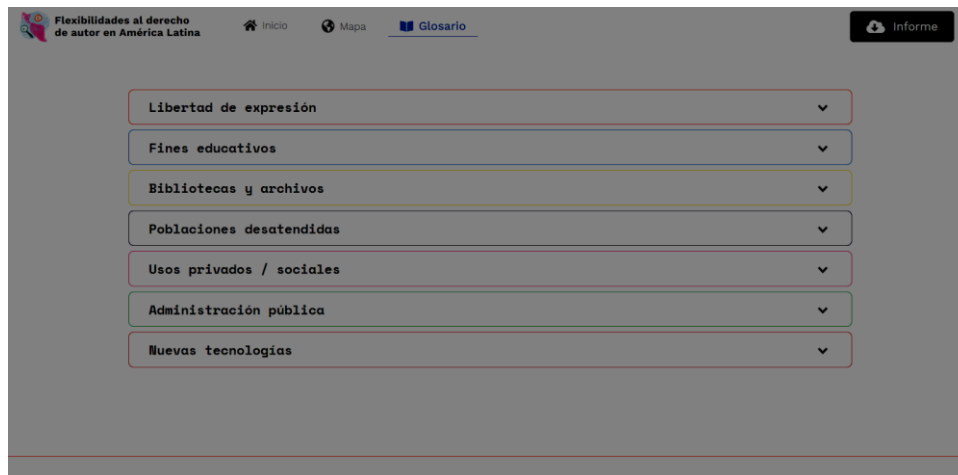 Flexibilidades al derecho
de autor en América Latina
Inicio
Mapa
Glosario
Informe
Libertad de expresión
Fines educativos
Bibliotecas y archivos
Poblaciones desatendidas
Usos privados / sociales
Administración pública
Nuevas tecnologías